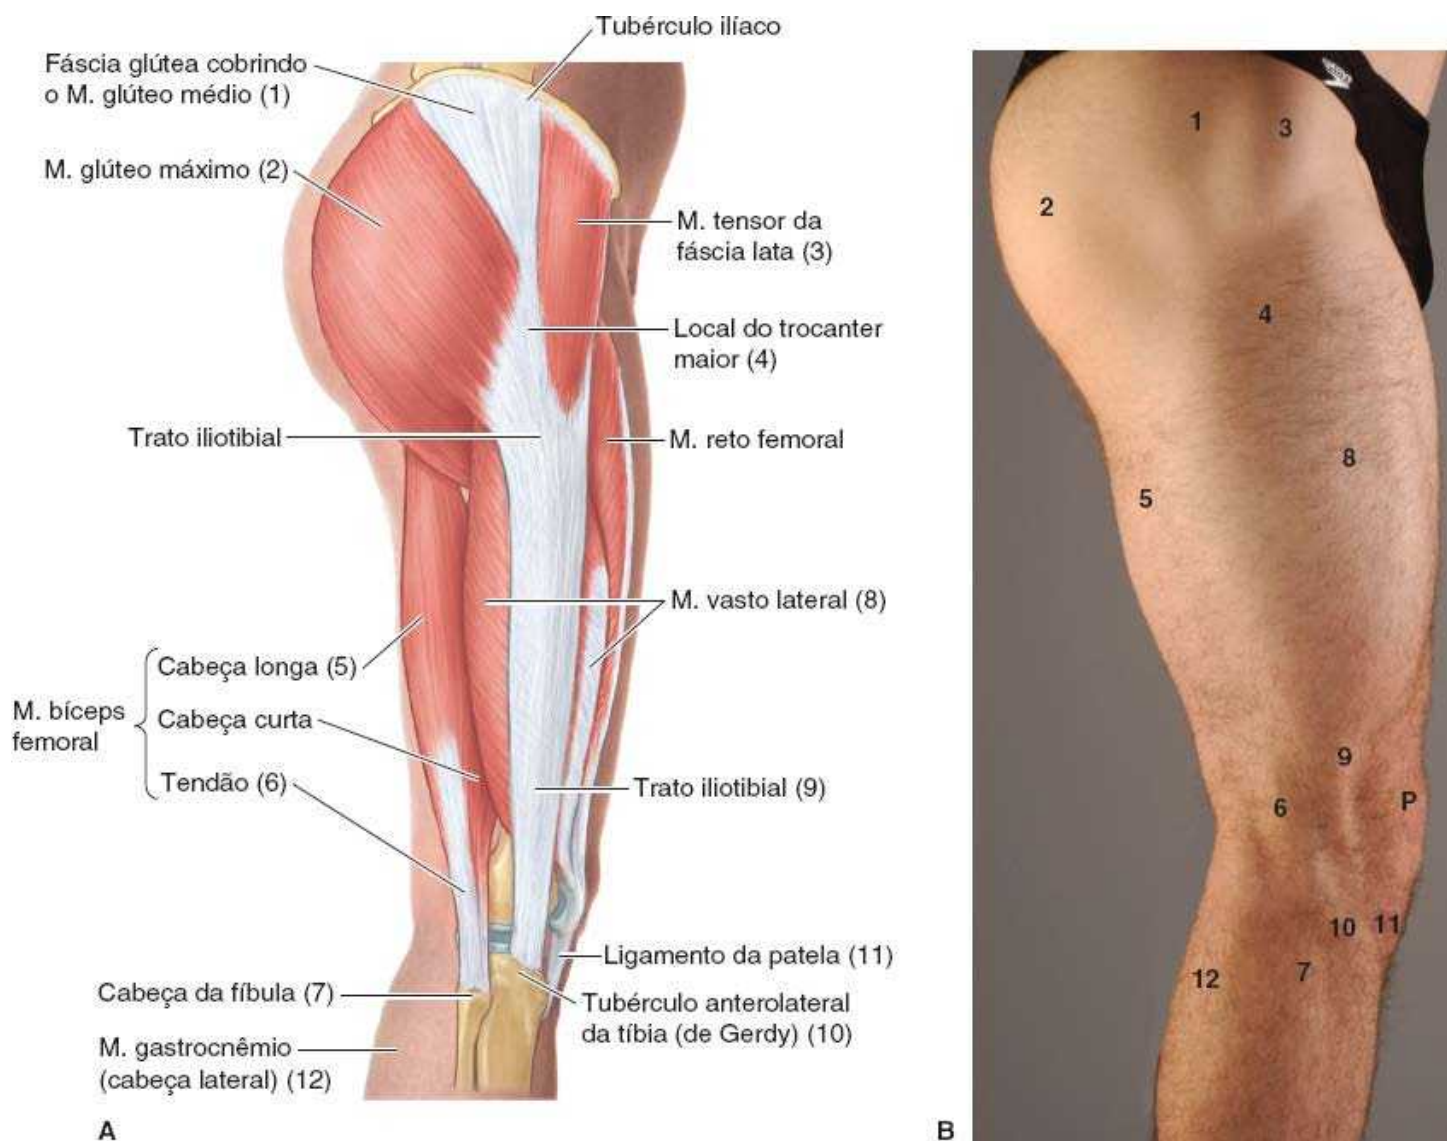 Tubérculo ilíaco
Fáscia glútea cobrindo
o M. glúteo médio (1)
M. glúteo máximo (2)
M. tensor da
fáscia lata (3)
Local do trocanter
maior (4)
Trato iliotibial
M. reto femoral
M. vasto lateral (8)
M. bíceps
femoral
Cabeça longa (5)
Cabeça curta
Tendão (6)
Trato iliotibial (9)
Ligamento da patela (11)
Cabeça da fíbula (7)
Tubérculo anterolateral
da tíbia (de Gerdy) (10)
M. gastrocnêmio
(cabeça lateral) (12)
A
1
3
2
4
8
5
9
6
P
10
11
7
12
B